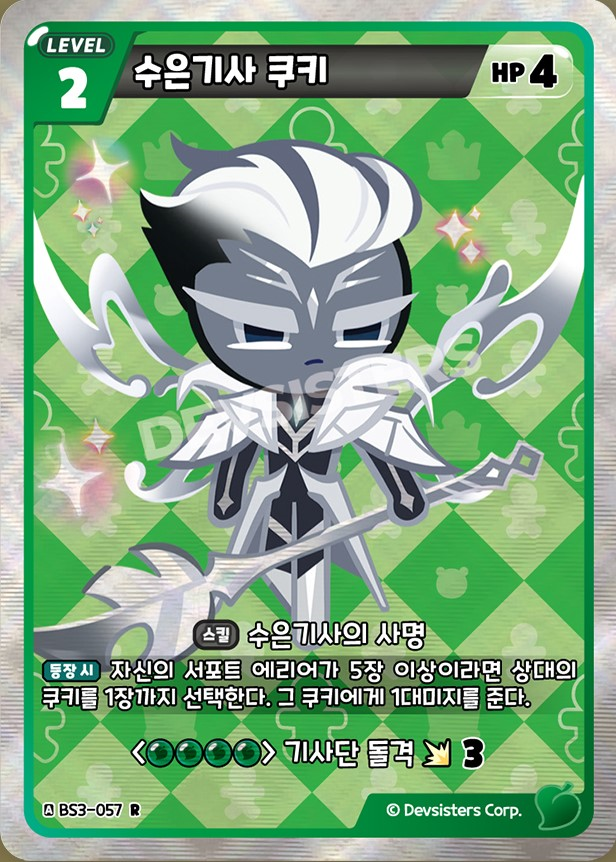 LEVEL
2
수은기사 쿠키
HP 4
DEVSISTERS
스킬 수은기사의 사명
등장 시 자신의 서포트 에리어가 5장 이상이라면 상대의
쿠키를 1장까지 선택한다. 그 쿠키에게 1대미지를 준다.
기사단 돌격 3
A BS3-057 R
© Devsisters Corp.